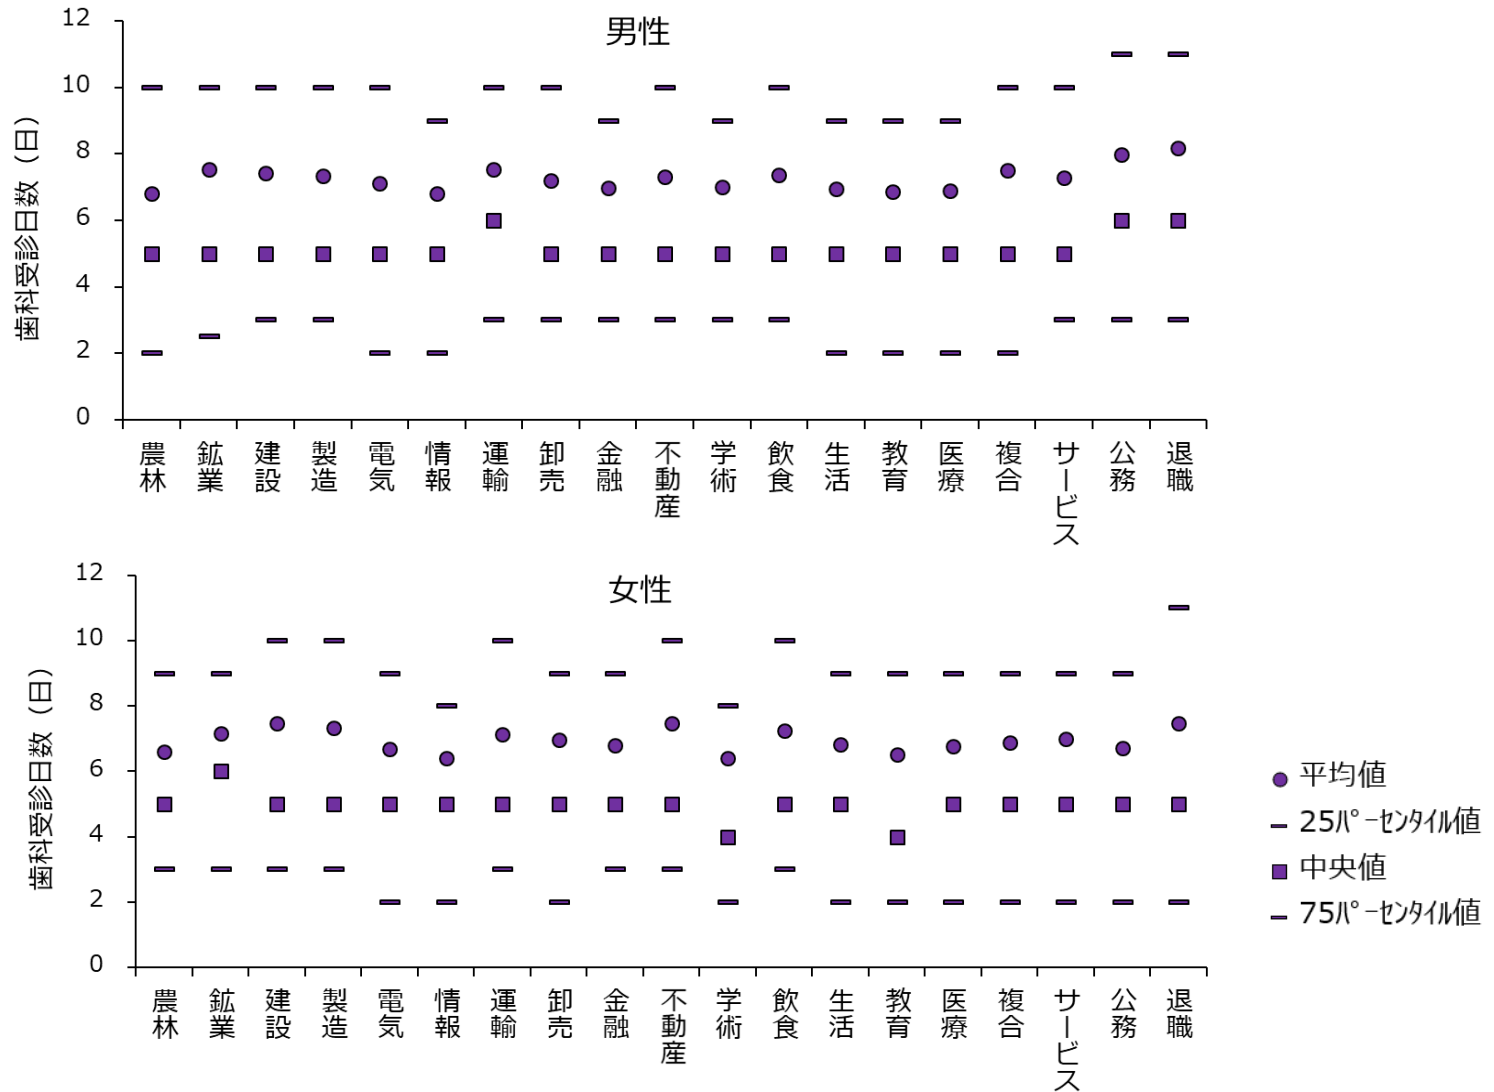 男性
歯科受診日数（日）
12
10
8
6
4
2
0
農林
鉱業
建設
製造
電気
情報
運輸
卸売
金融
不動産
学術
飲食
生活
教育
医療
複合
サービス
公務
退職
女性
歯科受診日数（日）
12
10
8
6
4
2
0
農林
鉱業
建設
製造
電気
情報
運輸
卸売
金融
不動産
学術
飲食
生活
教育
医療
複合
サービス
公務
退職
平均値
25ﾊﾟｰｾﾝﾀｲﾙ値
中央値
75ﾊﾟｰｾﾝﾀｲﾙ値